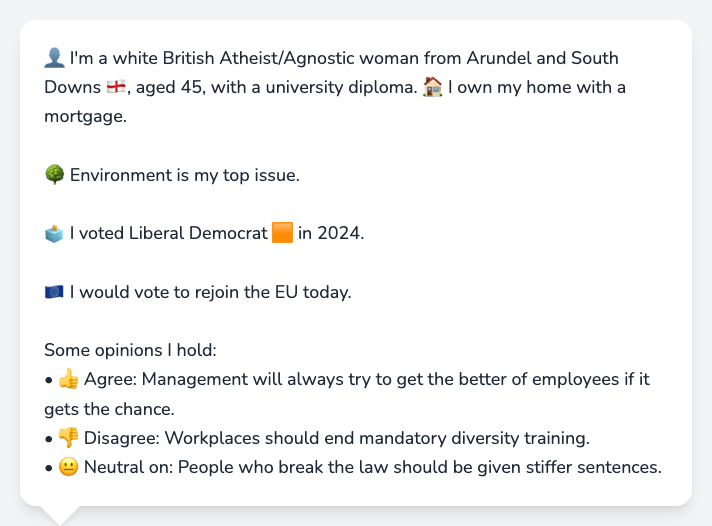 👤 I'm a white British Atheist/Agnostic woman from Arundel and South
Downs 🏴󠁧󠁢󠁥󠁮󠁧󠁿, aged 45, with a university diploma. 🏠 I own my home with a
mortgage.
🌳 Environment is my top issue.
🗳️ I voted Liberal Democrat 🟧 in 2024.
🇪🇺 I would vote to rejoin the EU today.
Some opinions I hold:
• 👍 Agree: Management will always try to get the better of employees if it
gets the chance.
• 👎 Disagree: Workplaces should end mandatory diversity training.
• 😐 Neutral on: People who break the law should be given stiffer sentences.